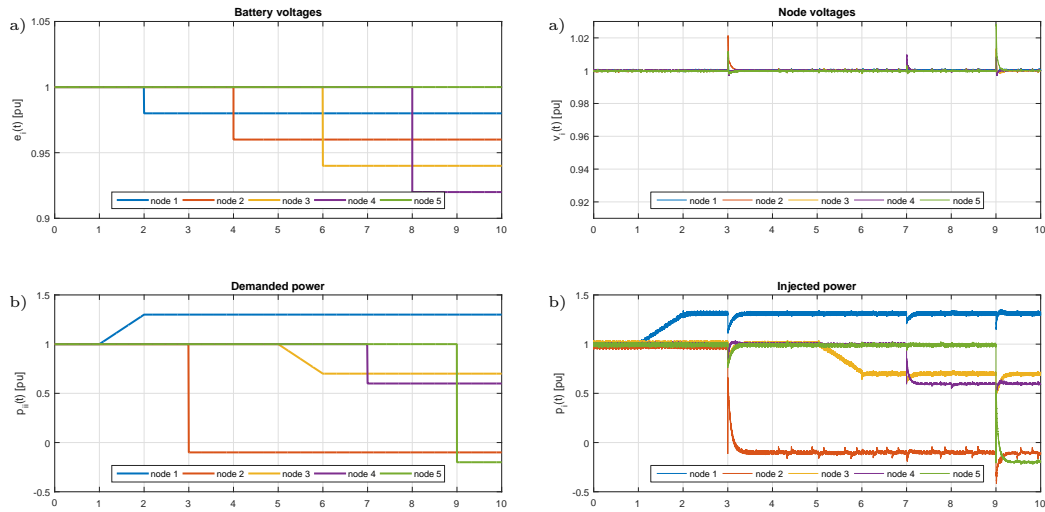 a)
Battery voltages
1.05
1
0.95
0.9
e_i(t) [pu]
node 1 node 2 node 3 node 4 node 5
0 1 2 3 4 5 6 7 8 9 10
a)
Node voltages
1.02
1
0.98
0.96
0.94
0.92
v_i(t) [pu]
node 1 node 2 node 3 node 4 node 5
0 1 2 3 4 5 6 7 8 9 10
b)
Demanded power
1.5
1
0.5
0
-0.5
p_ii(t) [pu]
node 1 node 2 node 3 node 4 node 5
0 1 2 3 4 5 6 7 8 9 10
b)
Injected power
1.5
1
0.5
0
-0.5
p_i(t) [pu]
node 1 node 2 node 3 node 4 node 5
0 1 2 3 4 5 6 7 8 9 10